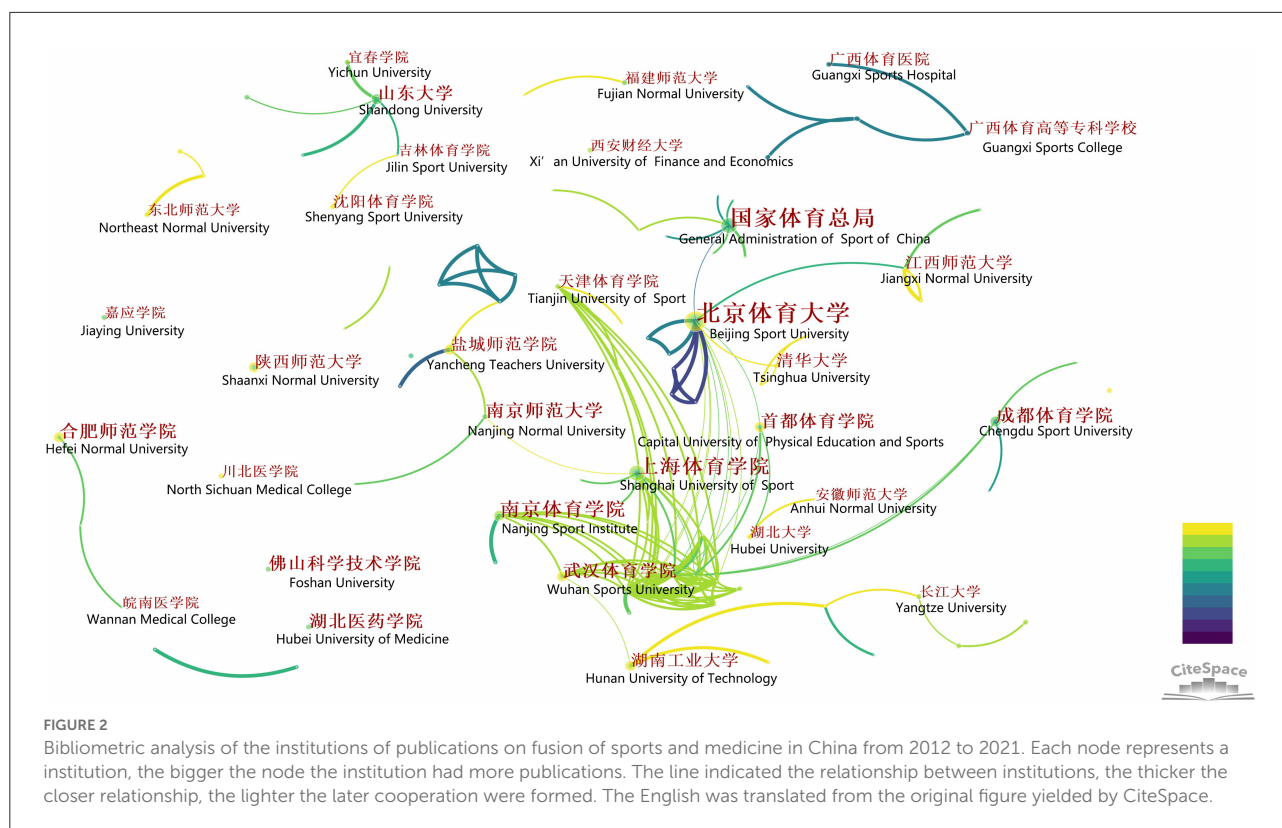 宜春学院
Yichun University
山东大学
Shandong University
吉林体育学院
Jilin Sport University
沈阳体育学院
Shenyang Sport University
东北师范大学
Northeast Normal University
福建师范大学
Fujian Normal University
西安财经大学
Xi' an University of Finance and Economics
广西体育医院
Guangxi Sports Hospital
广西体育高等专科学校
Guangxi Sports College
国家体育总局
General Administration of Sport of China
江西师范大学
Jiangxi Normal University
天津体育学院
Tianjin University of Sport
北京体育大学
Beijing Sport University
嘉应学院
Jiaying University
陕西师范大学
Shaanxi Normal University
盐城师范学院
Yancheng Teachers University
清华大学
Tsinghua University
南京师范大学
Nanjing Normal University
首都体育学院
Capital University of Physical Education and Sports
成都体育学院
Chengdu Sport University
合肥师范学院
Hefei Normal University
川北医学院
North Sichuan Medical College
上海体育学院
Shanghai University of Sport
安徽师范大学
Anhui Normal University
南京体育学院
Nanjing Sport Institute
湖北大学
Hubei University
佛山科学技术学院
Foshan University
武汉体育学院
Wuhan Sports University
皖南医学院
Wannan Medical College
湖北医药学院
Hubei University of Medicine
长江大学
Yangtze University
湖南工业大学
Hunan University of Technology
CiteSpace
FIGURE 2
Bibliometric analysis of the institutions of publications on fusion of sports and medicine in China from 2012 to 2021. Each node represents a
institution, the bigger the node the institution had more publications. The line indicated the relationship between institutions, the thicker the
closer relationship, the lighter the later cooperation were formed. The English was translated from the original figure yielded by CiteSpace.